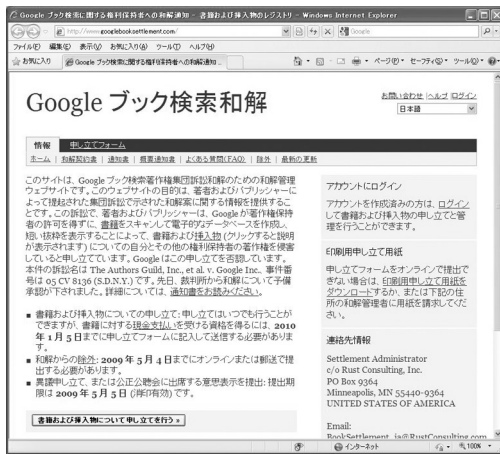 Google ブック検索に関する権利保持者への和解通知 - 書籍および挿入物のレジストリ - Windows Internet Explorer
http://www.googlebooksettlement.com/
Google
ファイル(F) 編集(E) 表示(V) お気に入り(A) ツール(T) ヘルプ(H)
お気に入り Google ブック検索に関する権利保持者への和解通知 ... ページ(P) セーフティ(S) ツール(O)
お問い合わせ |ヘルプ ログイン
Google ブック検索和解
日本語
情報 申し立てフォーム
ホーム | 和解契約書 | 通知書 | 概要通知書 | よくある質問(FAQ) | 除外 | 最新の更新
このサイトは、Google ブック検索著作権集団訴訟和解のための和解管理
ウェブサイトです。このウェブサイトの目的は、著者およびパブリッシャーに
よって提起された集団訴訟で示された和解案に関する情報を提供するこ
とです。この訴訟で、著者およびパブリッシャーは、Google が著作権保持
者の許可を得ずに、書籍をスキャンして電子的なデータベースを作成し、
短い抜粋を表示することによって、書籍および挿入物 (クリックすると説明
が表示されます) についての自分とその他の権利保持者の著作権を侵害
していると申し立てています。Google はこの申し立てを否認しています。
本件の訴訟名は The Authors Guild, Inc., et al. v. Google Inc., 事件番
号は 05 CV 8136 (S.D.N.Y.) です。先日、裁判所から和解について予備
承認が下されました。詳細については、通知書をお読みください。
■ 書籍および挿入物についての申し立て: 申し立てはいつでも行うことが
できますが、書籍に対する現金支払いを受ける資格を得るには、2010
年 1 月 5 日までに申し立てフォームに記入して送信する必要がありま
す。
■ 和解からの除外: 2009 年 5 月 4 日までにオンラインまたは郵送で提
出する必要があります。
■ 異議申し立て、または公正公聴会に出席する意思表示を提出: 提出期
限は 2009 年 5 月 5 日 (消印有効) です。
書籍および挿入物について申し立てを行う »
アカウントにログイン
アカウントを作成済みの方は、ログイン
して書籍および挿入物の申し立てと管
理を行うことができます。
印刷用申し立て用紙
申し立てフォームをオンラインで提出で
きない場合は、印刷用申し立て用紙を
ダウンロードするか、または下記の住
所の和解管理者に用紙を請求してくだ
さい。
連絡先情報
Settlement Administrator
c/o Rust Consulting, Inc.
PO Box 9364
Minneapolis, MN 55440-9364
UNITED STATES OF AMERICA
Email:
BookSettlement_ja@RustConsulting.com
インターネット 100%